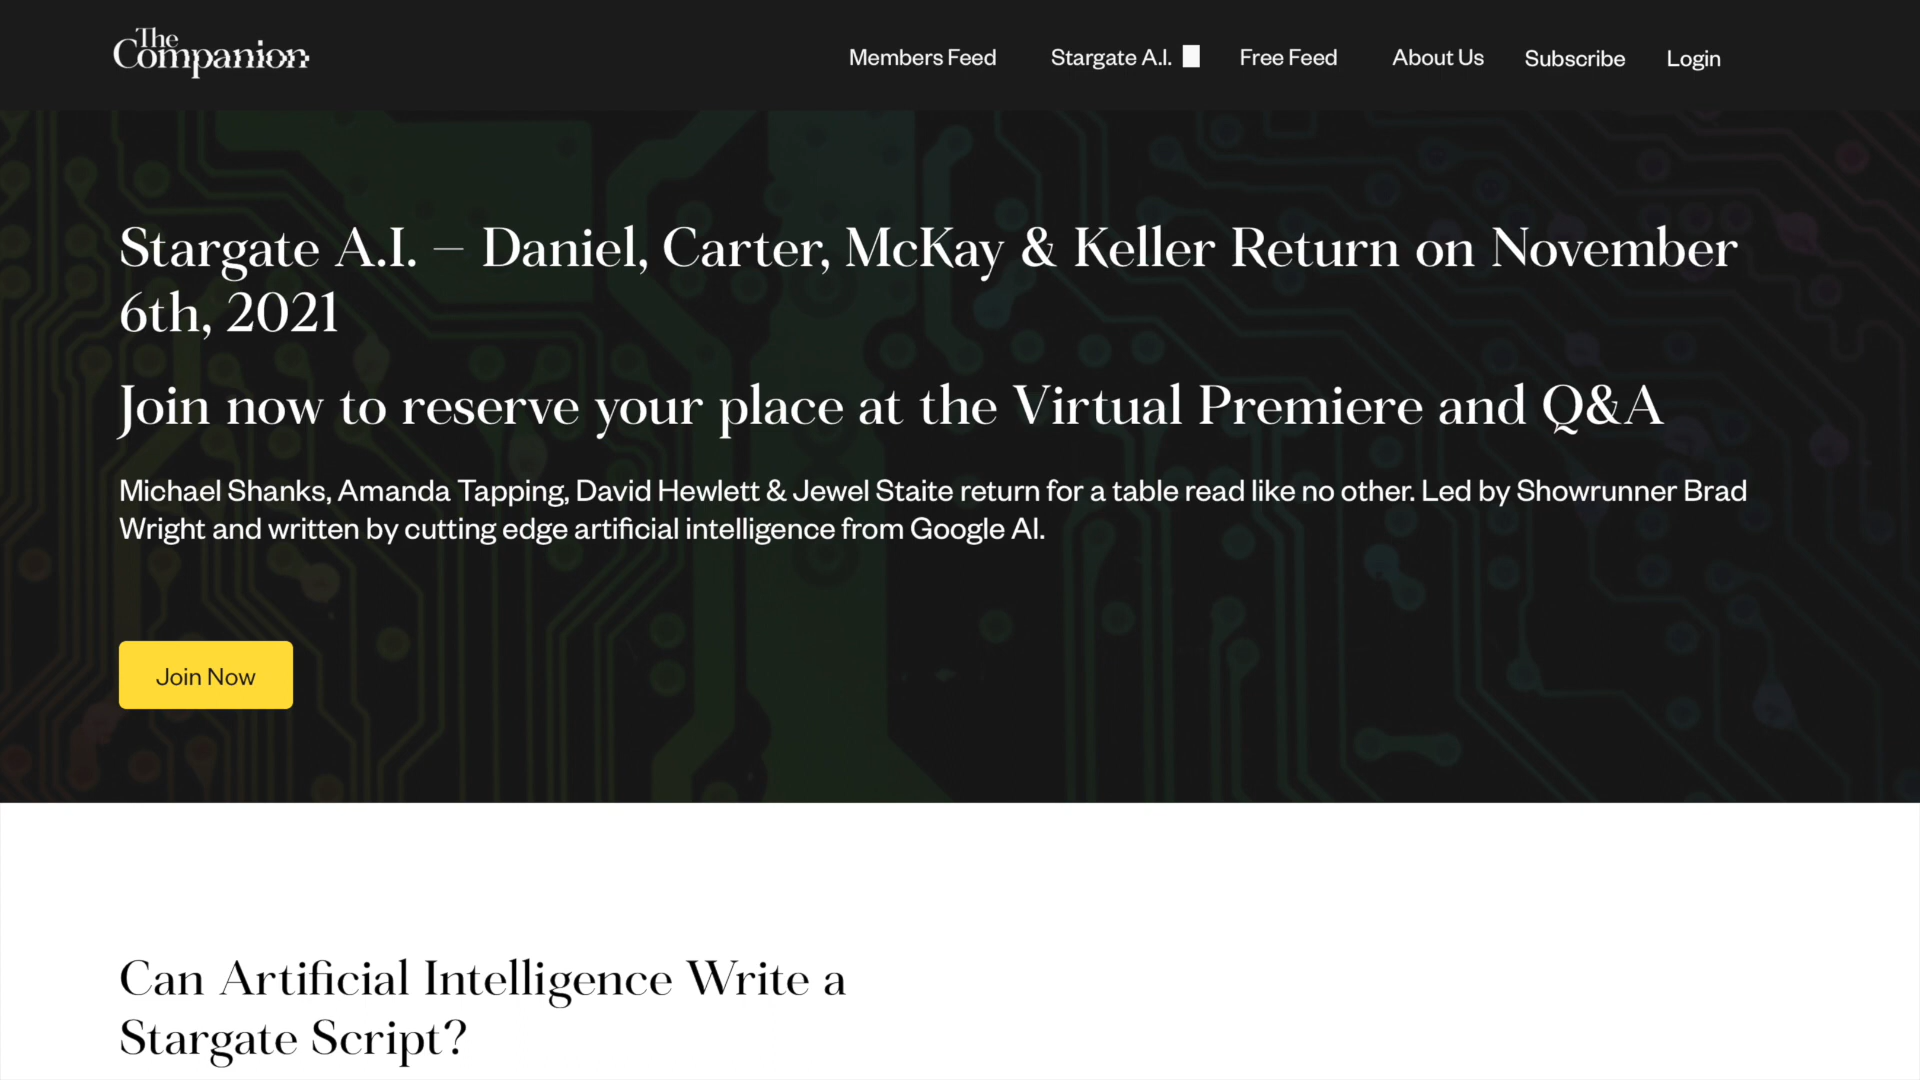 The
Companion
Members Feed
Stargate A.I.
Free Feed
About Us
Subscribe
Login
Stargate A.I. – Daniel, Carter, McKay & Keller Return on November
6th, 2021
Join now to reserve your place at the Virtual Premiere and Q&A
Michael Shanks, Amanda Tapping, David Hewlett & Jewel Staite return for a table read like no other. Led by Showrunner Brad
Wright and written by cutting edge artificial intelligence from Google AI.
Join Now
Can Artificial Intelligence Write a
Stargate Script?